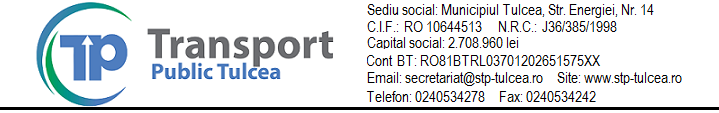 TP
Transport
Public Tulcea
Sediu social: Municipiul Tulcea, Str. Energiei, Nr. 14
C.I.F.: RO 10644513 N.R.C.: J36/385/1998
Capital social: 2.708.960 lei
Cont BT: RO81BTRL03701202651575XX
Email: secretariat@stp-tulcea.ro Site: www.stp-tulcea.ro
Telefon: 0240534278 Fax: 0240534242